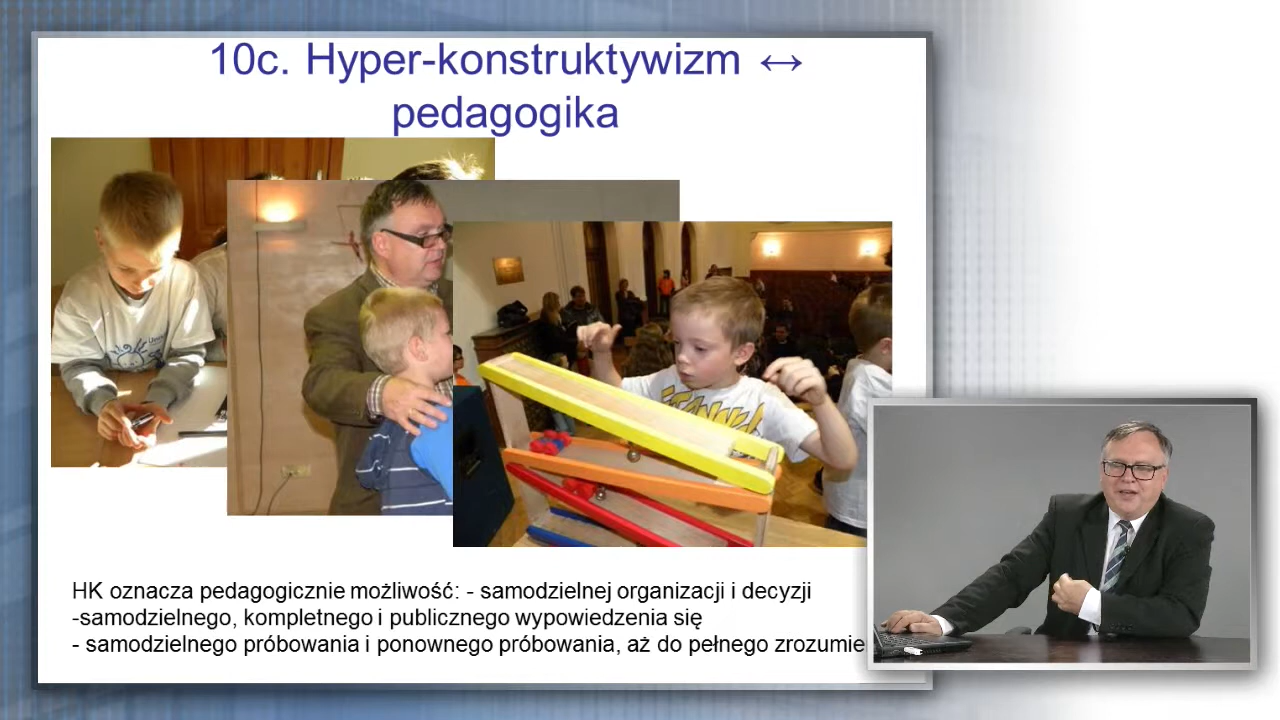 10c. Hyper-konstruktywizm ↔
pedagogika
HK oznacza pedagogicznie możliwość: - samodzielnej organizacji i decyzji
-samodzielnego, kompletnego i publicznego wypowiedzenia się
- samodzielnego próbowania i ponownego próbowania, aż do pełnego zrozumie